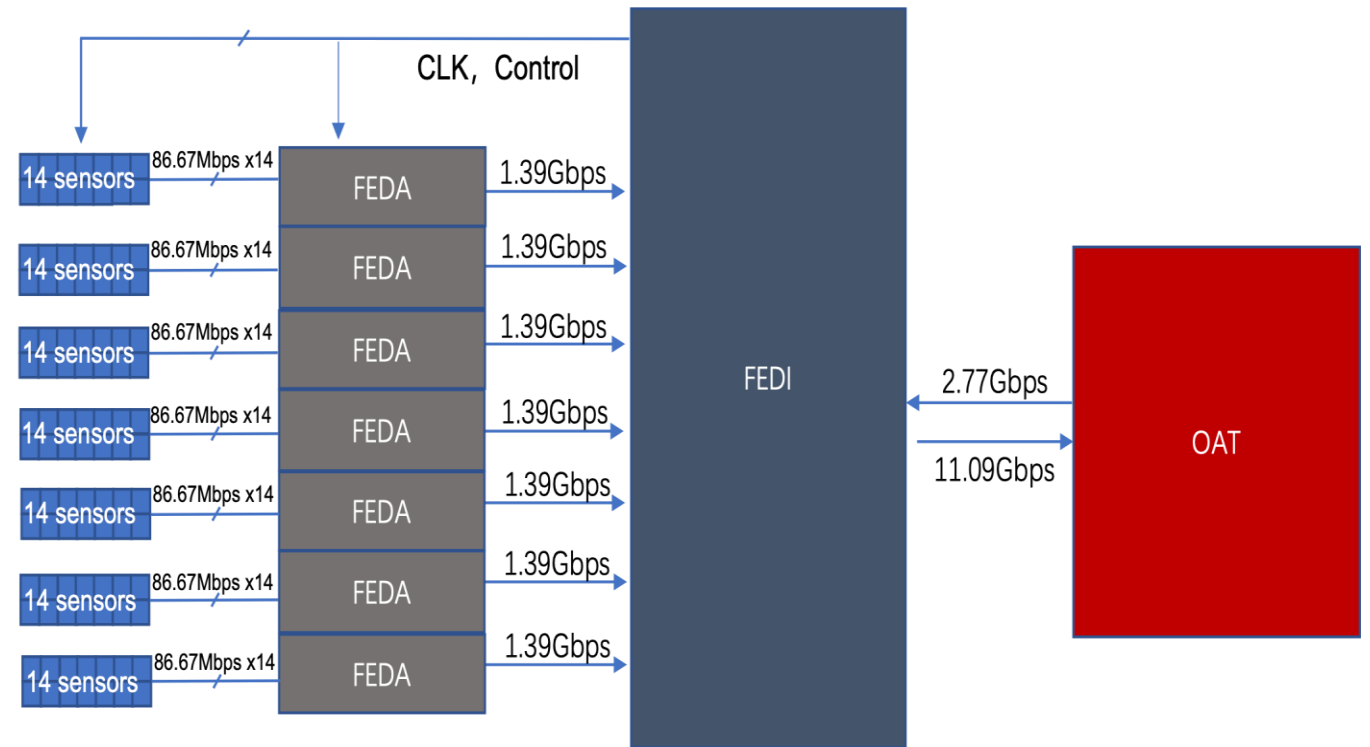 CLK, Control
14 sensors
86.67Mbps x14
FEDA
1.39Gbps
14 sensors
86.67Mbps x14
FEDA
1.39Gbps
14 sensors
86.67Mbps x14
FEDA
1.39Gbps
14 sensors
86.67Mbps x14
FEDA
1.39Gbps
14 sensors
86.67Mbps x14
FEDA
1.39Gbps
14 sensors
86.67Mbps x14
FEDA
1.39Gbps
14 sensors
86.67Mbps x14
FEDA
1.39Gbps
FEDI
2.77Gbps
11.09Gbps
OAT